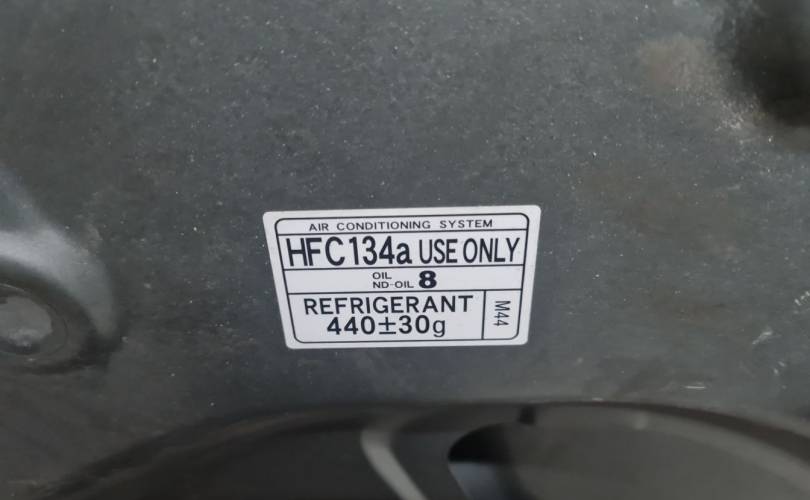 AIR CONDITIONING SYSTEM
HFC134a USE ONLY
OIL
ND-OIL 8
REFRIGERANT
440±30g
M44